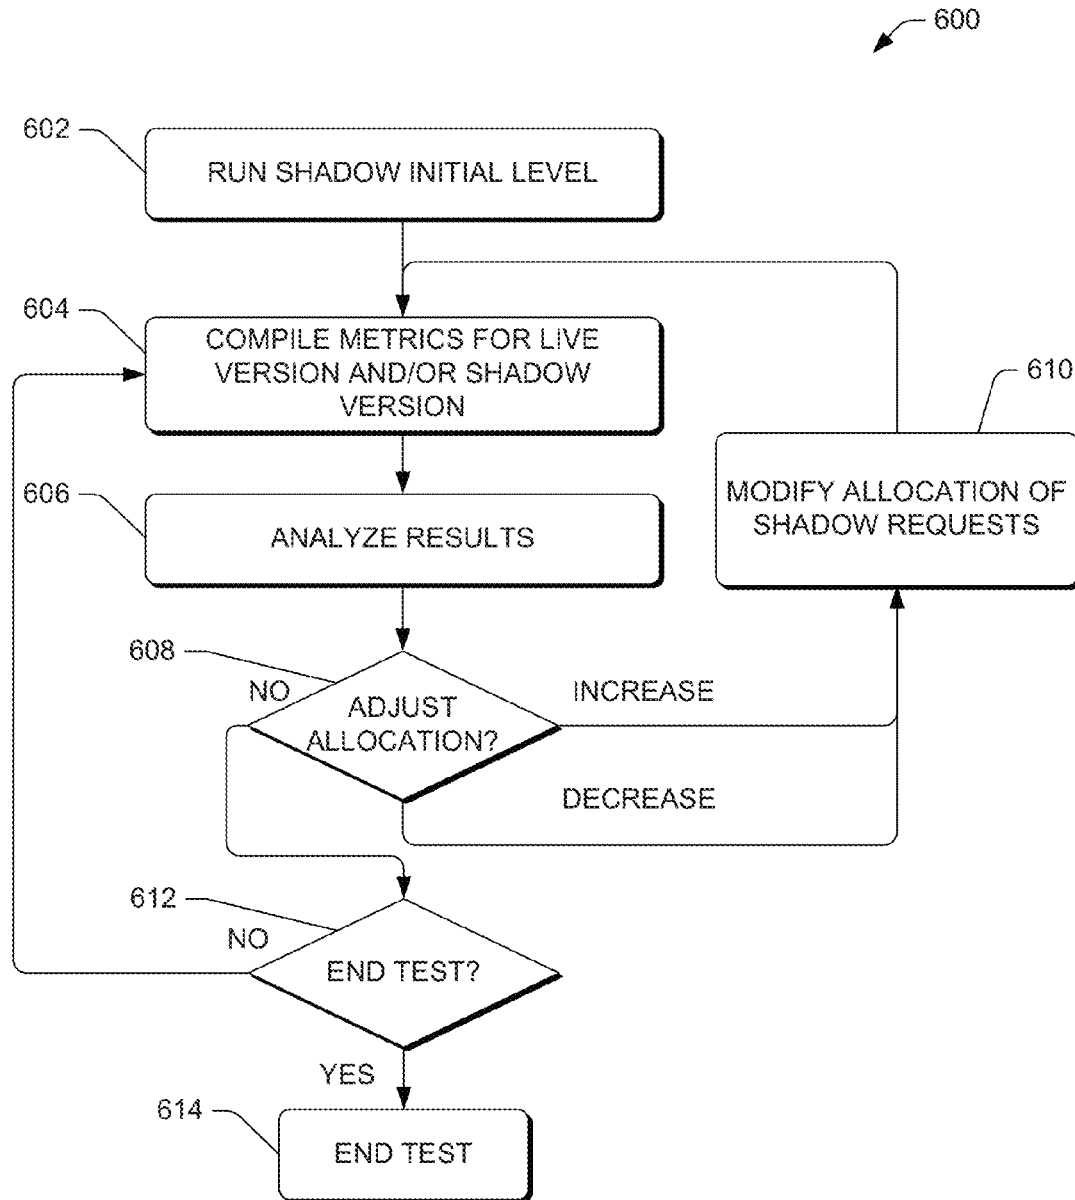 600
602
RUN SHADOW INITIAL LEVEL
604
COMPILE METRICS FOR LIVE
VERSION AND/OR SHADOW
VERSION
610
MODIFY ALLOCATION OF
SHADOW REQUESTS
606
ANALYZE RESULTS
608
NO
ADJUST
ALLOCATION?
INCREASE
DECREASE
612
NO
END TEST?
YES
614
END TEST